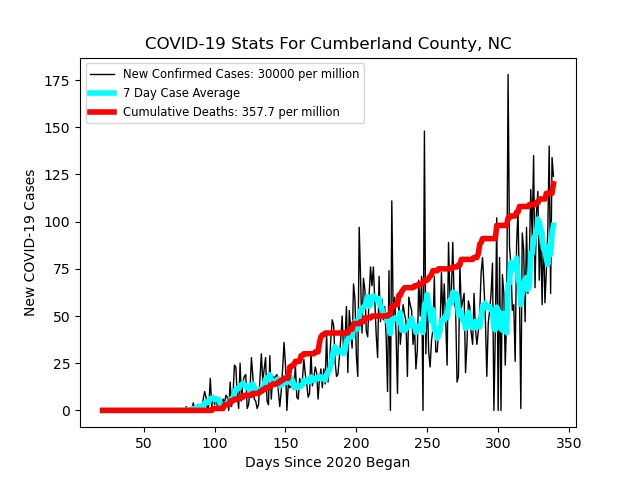 COVID-19 Stats For Cumberland County, NC
New Confirmed Cases: 30000 per million
7 Day Case Average
Cumulative Deaths: 357.7 per million
New COVID-19 Cases
175
150
125
100
75
50
25
0
50
100
150
200
250
300
350
Days Since 2020 Began